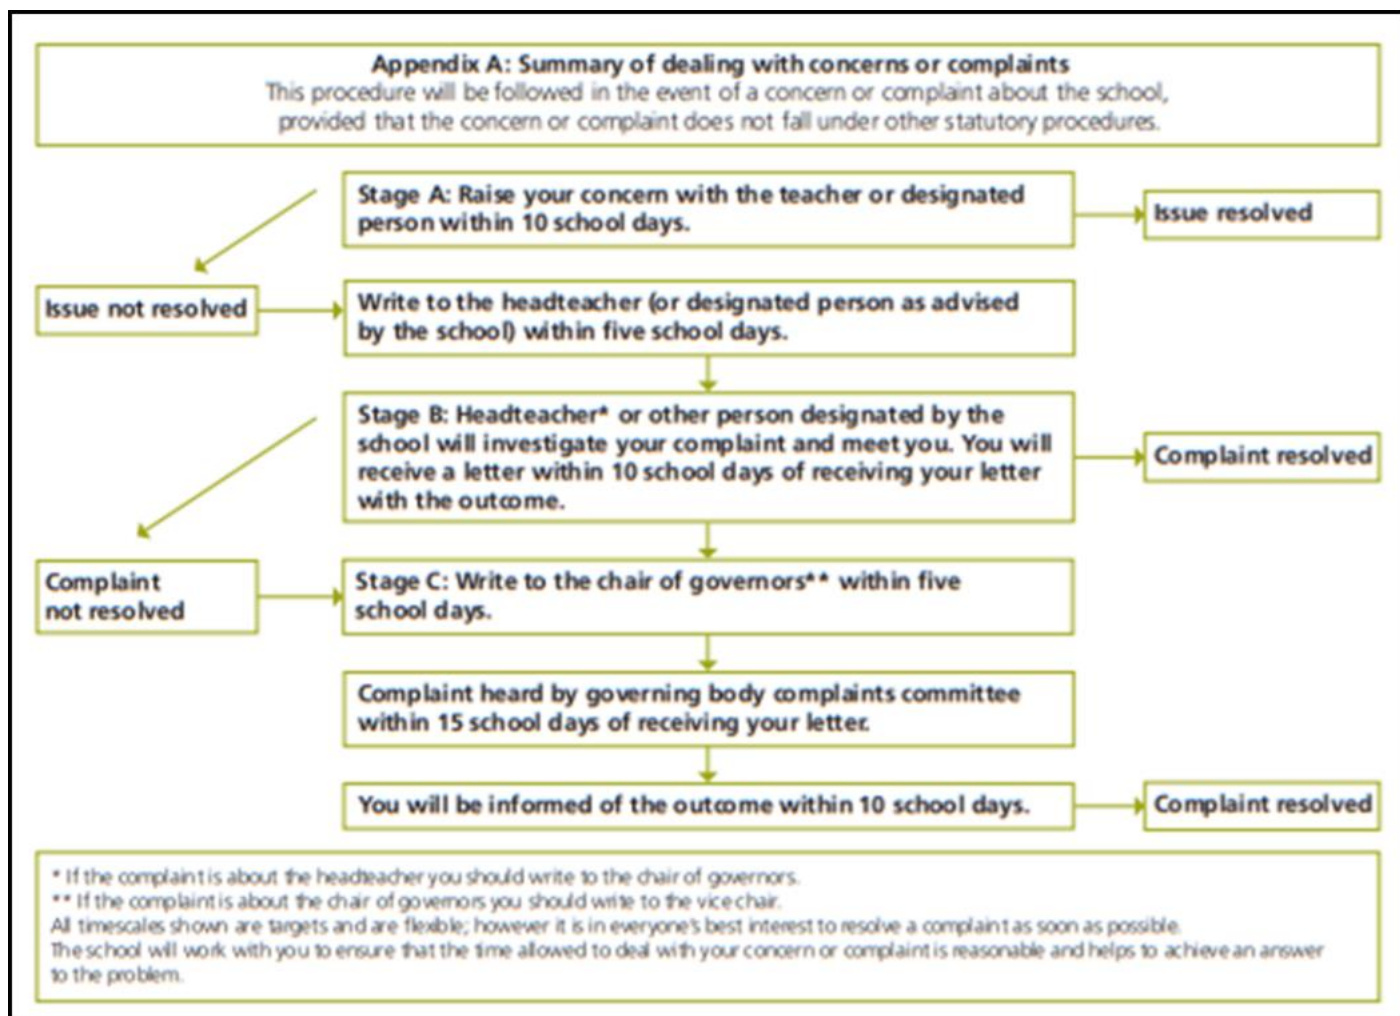 Appendix A: Summary of dealing with concerns or complaints
This procedure will be followed in the event of a concern or complaint about the school,
provided that the concern or complaint does not fall under other statutory procedures.
Stage A: Raise your concern with the teacher or designated
person within 10 school days.
Issue resolved
Issue not resolved
Write to the headteacher (or designated person as advised
by the school) within five school days.
Stage B: Headteacher* or other person designated by the
school will investigate your complaint and meet you. You will
receive a letter within 10 school days of receiving your letter
with the outcome.
Complaint resolved
Complaint
not resolved
Stage C: Write to the chair of governors** within five
school days.
Complaint heard by governing body complaints committee
within 15 school days of receiving your letter.
You will be informed of the outcome within 10 school days.
Complaint resolved
* If the complaint is about the headteacher you should write to the chair of governors.
** If the complaint is about the chair of governors you should write to the vice chair.
All timescales shown are targets and are flexible; however it is in everyone's best interest to resolve a complaint as soon as possible.
The school will work with you to ensure that the time allowed to deal with your concern or complaint is reasonable and helps to achieve an answer
to the problem.